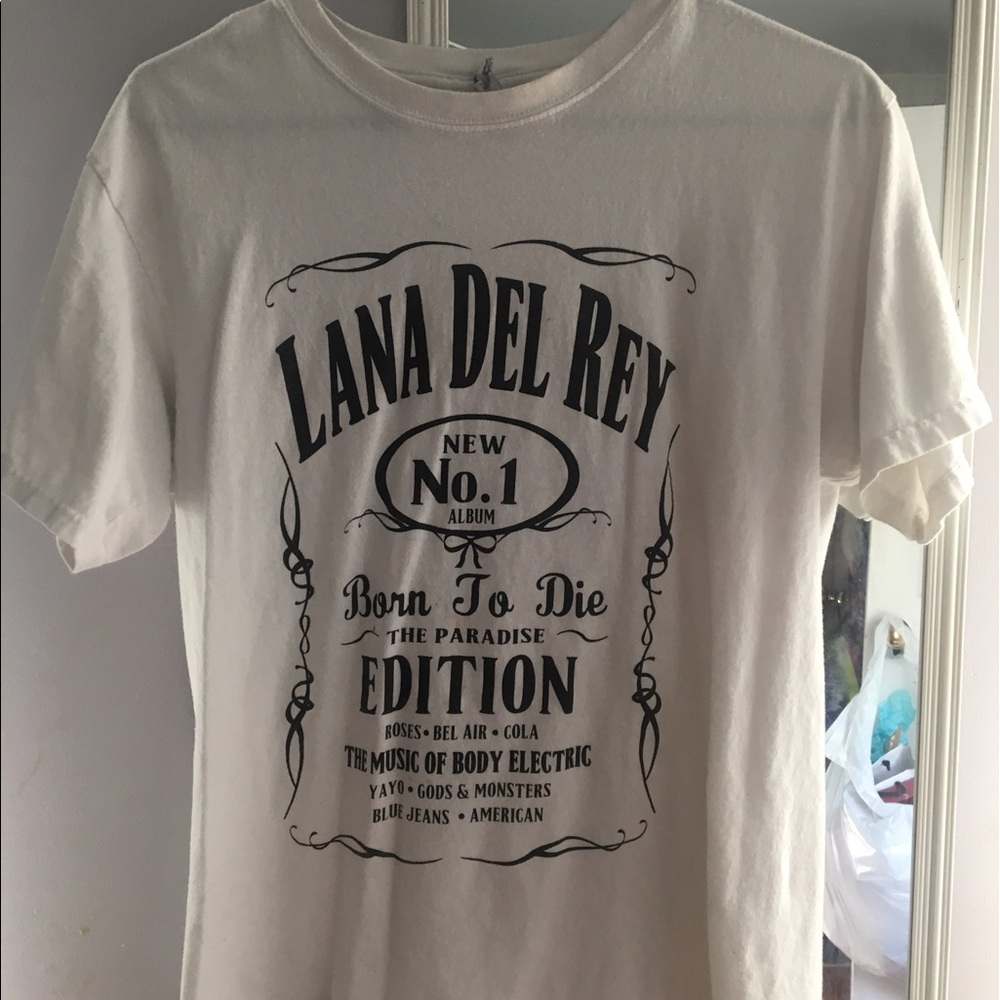 LANA DEL REY
NEW
No. 1
ALBUM
Born To Die
THE PARADISE
EDITION
ROSES • BEL AIR • COLA
THE MUSIC OF BODY ELECTRIC
YAYO • GODS & MONSTERS
BLUE JEANS • AMERICAN